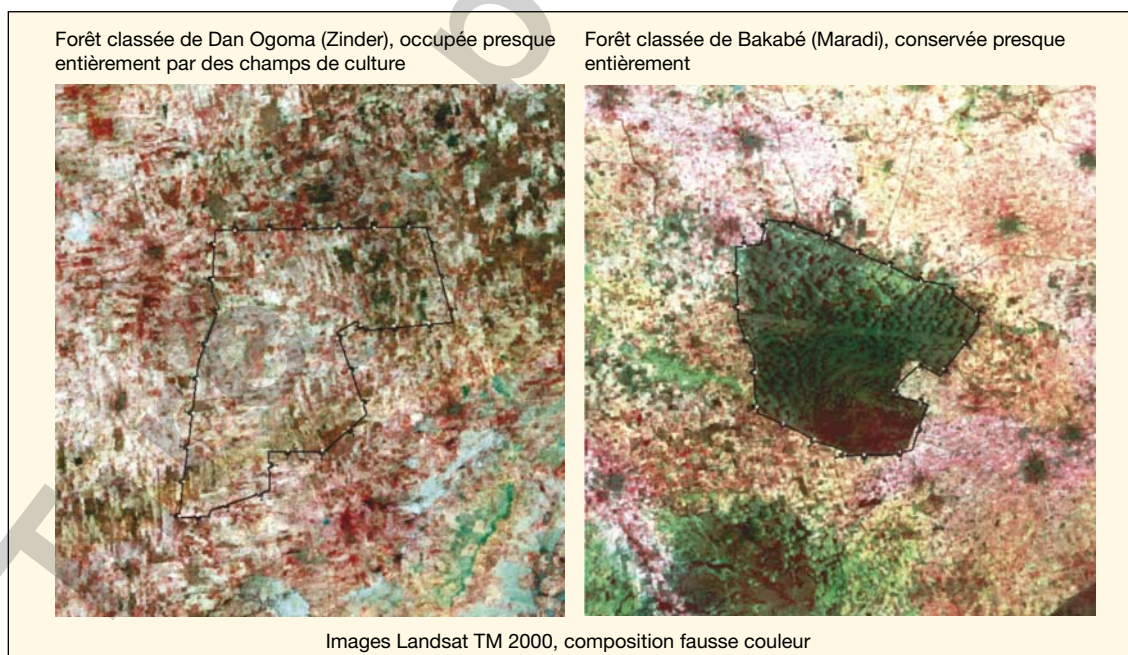 Forêt classée de Dan Ogoma (Zinder), occupée presque
entièrement par des champs de culture
Forêt classée de Bakabé (Maradi), conservée presque
entièrement
Images Landsat TM 2000, composition fausse couleur